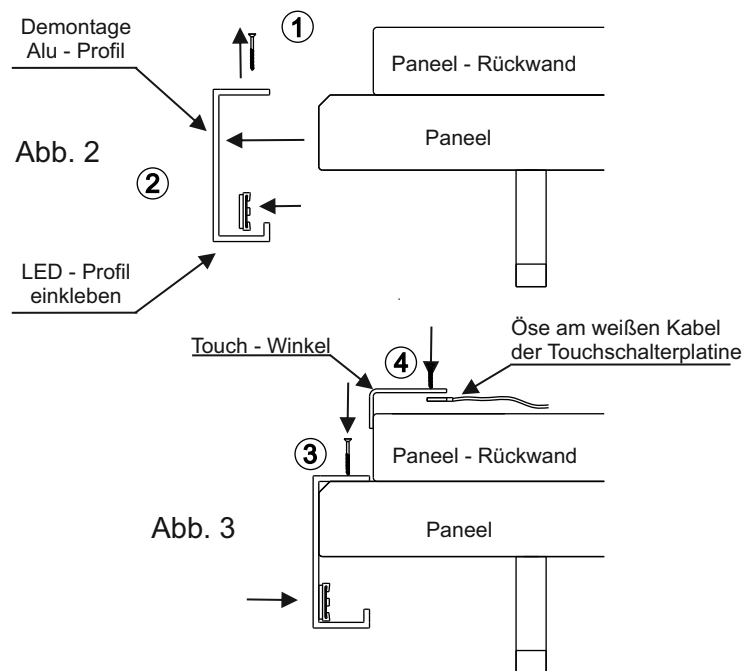 Demontage
Alu - Profil
1
Paneel - Rückwand
Paneel
Abb. 2
2
LED - Profil
einkleben
Touch - Winkel
4
Öse am weißen Kabel
der Touchschalterplatine
3
Paneel - Rückwand
Abb. 3
Paneel